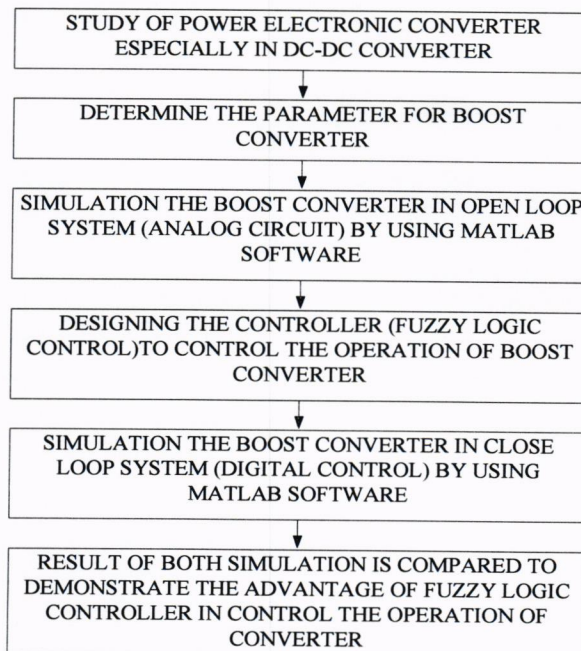 STUDY OF POWER ELECTRONIC CONVERTER
ESPECIALLY IN DC-DC CONVERTER
DETERMINE THE PARAMETER FOR BOOST
CONVERTER
SIMULATION THE BOOST CONVERTER IN OPEN LOOP
SYSTEM (ANALOG CIRCUIT) BY USING MATLAB
SOFTWARE
DESIGNING THE CONTROLLER (FUZZY LOGIC
CONTROL)TO CONTROL THE OPERATION OF BOOST
CONVERTER
SIMULATION THE BOOST CONVERTER IN CLOSE
LOOP SYSTEM (DIGITAL CONTROL) BY USING
MATLAB SOFTWARE
RESULT OF BOTH SIMULATION IS COMPARED TO
DEMONSTRATE THE ADVANTAGE OF FUZZY LOGIC
CONTROLLER IN CONTROL THE OPERATION OF
CONVERTER